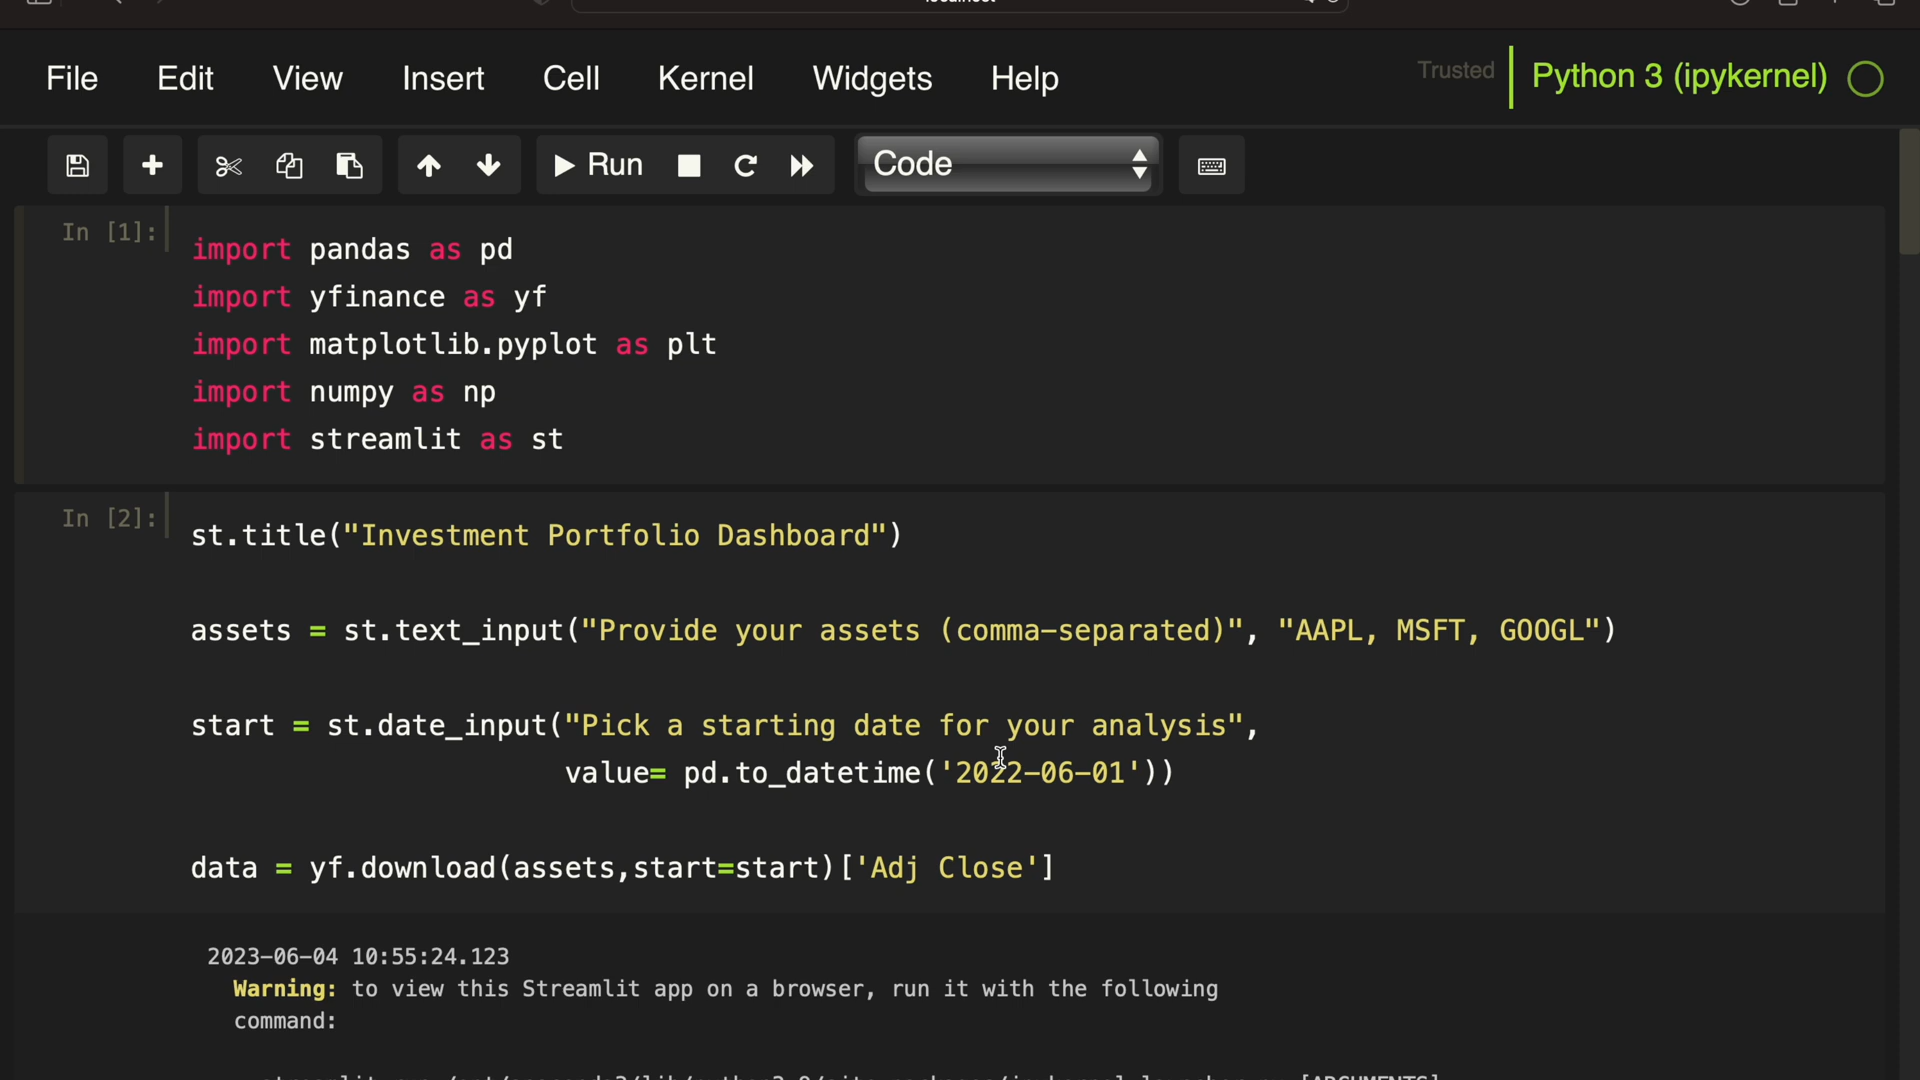 File Edit View Insert Cell Kernel Widgets Help Trusted Python 3 (ipykernel)
Run Code
In [1]:
import pandas as pd
import yfinance as yf
import matplotlib.pyplot as plt
import numpy as np
import streamlit as st
In [2]:
st.title("Investment Portfolio Dashboard")
assets = st.text_input("Provide your assets (comma-separated)", "AAPL, MSFT, GOOGL")
start = st.date_input("Pick a starting date for your analysis",
value= pd.to_datetime('2022-06-01'))
data = yf.download(assets,start=start)['Adj Close']
2023-06-04 10:55:24.123
Warning: to view this Streamlit app on a browser, run it with the following
command: